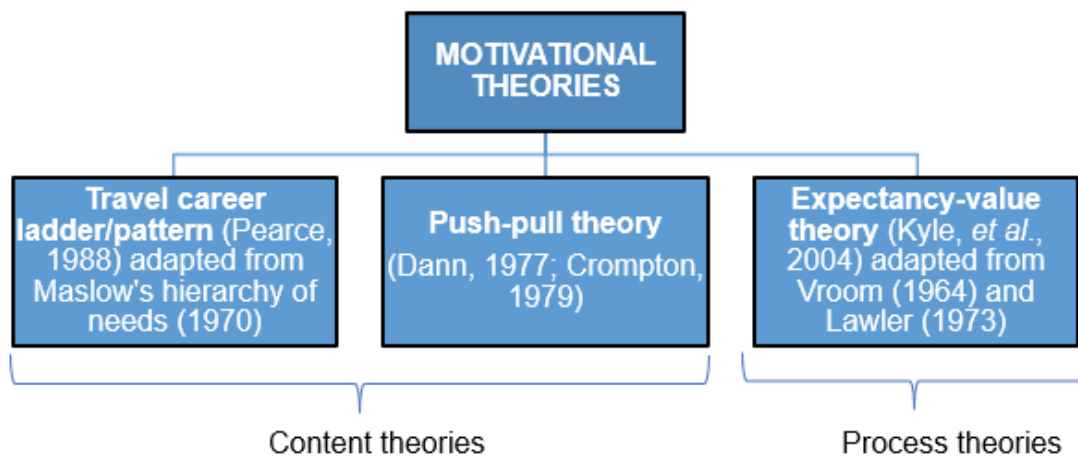 MOTIVATIONAL
THEORIES
Travel career
ladder/pattern (Pearce,
1988) adapted from
Maslow's hierarchy of
needs (1970)
Push-pull theory
(Dann, 1977; Crompton,
1979)
Expectancy-value
theory (Kyle, et al.,
2004) adapted from
Vroom (1964) and
Lawler (1973)
Content theories
Process theories